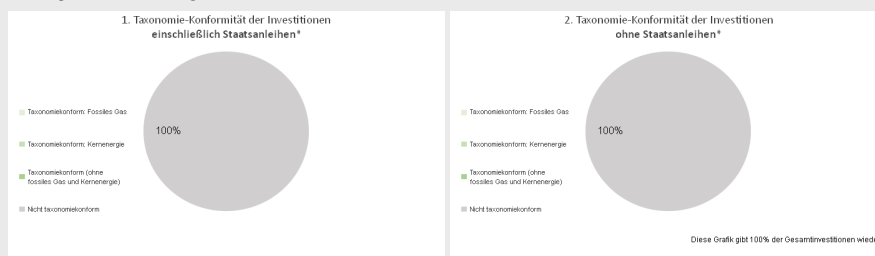 1. Taxonomie-Konformität der Investitionen
einschließlich Staatsanleihen*
Taxonomiekonform: Fossiles Gas
100%
Taxonomiekonform: Kernenergie
Taxonomiekonform (ohne
fossiles Gas und Kernenergie)
Nicht taxonomiekonform
2. Taxonomie-Konformität der Investitionen
ohne Staatsanleihen*
Taxonomiekonform: Fossiles Gas
100%
Taxonomiekonform: Kernenergie
Taxonomiekonform (ohne
fossiles Gas und Kernenergie)
Nicht taxonomiekonform
Diese Grafik gibt 100% der Gesamtinvestitionen